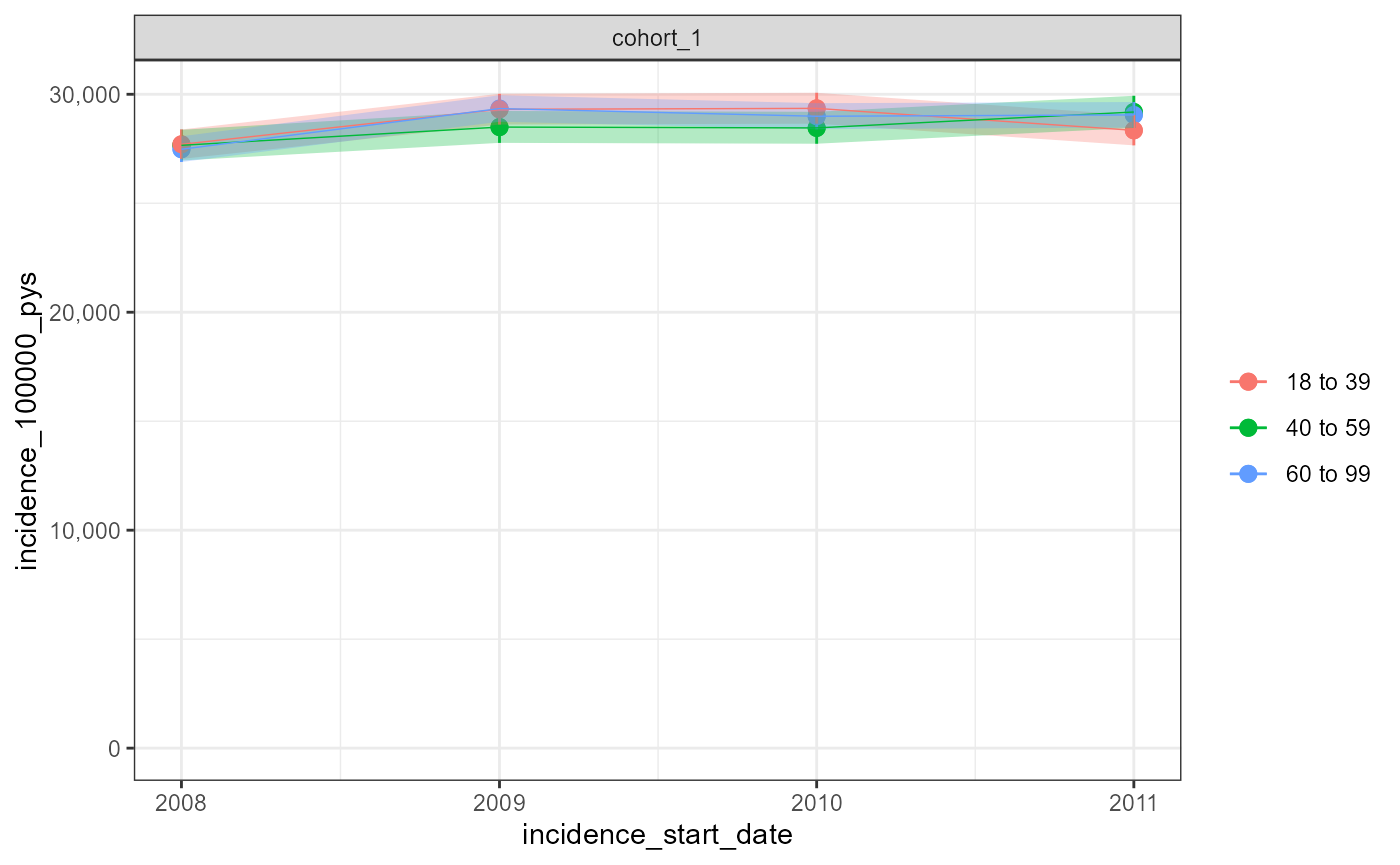 cohort_1
incidence_100000_pys
30,000
20,000
10,000
0
2008 2009 2010 2011
incidence_start_date
18 to 39
40 to 59
60 to 99